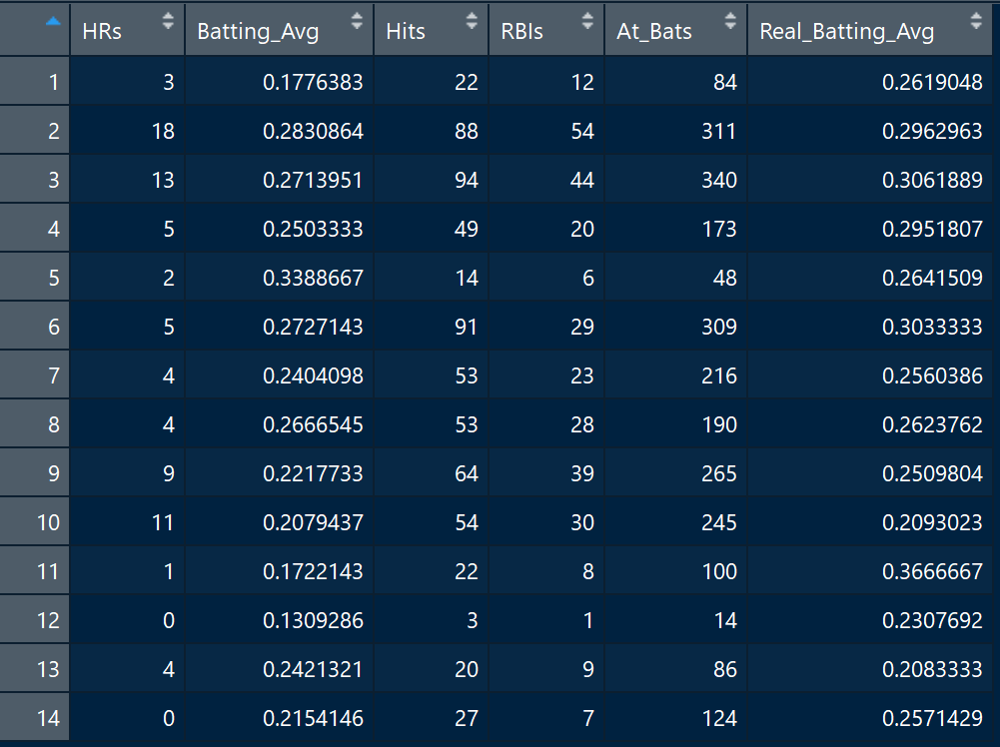 HRs Batting_Avg Hits RBIs At_Bats Real_Batting_Avg
1 3 0.1776383 22 12 84 0.2619048
2 18 0.2830864 88 54 311 0.2962963
3 13 0.2713951 94 44 340 0.3061889
4 5 0.2503333 49 20 173 0.2951807
5 2 0.3388667 14 6 48 0.2641509
6 5 0.2727143 91 29 309 0.3033333
7 4 0.2404098 53 23 216 0.2560386
8 4 0.2666545 53 28 190 0.2623762
9 9 0.2217733 64 39 265 0.2509804
10 11 0.2079437 54 30 245 0.2093023
11 1 0.1722143 22 8 100 0.3666667
12 0 0.1309286 3 1 14 0.2307692
13 4 0.2421321 20 9 86 0.2083333
14 0 0.2154146 27 7 124 0.2571429